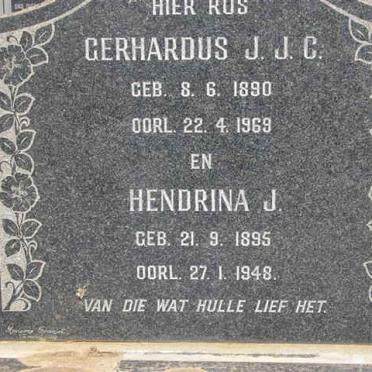 HIER RUS
GERHARDUS J. J. C.
GEB. 8. 6. 1890
OORL. 22. 4. 1969
EN
HENDRINA J.
GEB. 21. 9. 1895
OORL. 27. 1. 1948.
VAN DIE WAT HULLE LIEF HET.